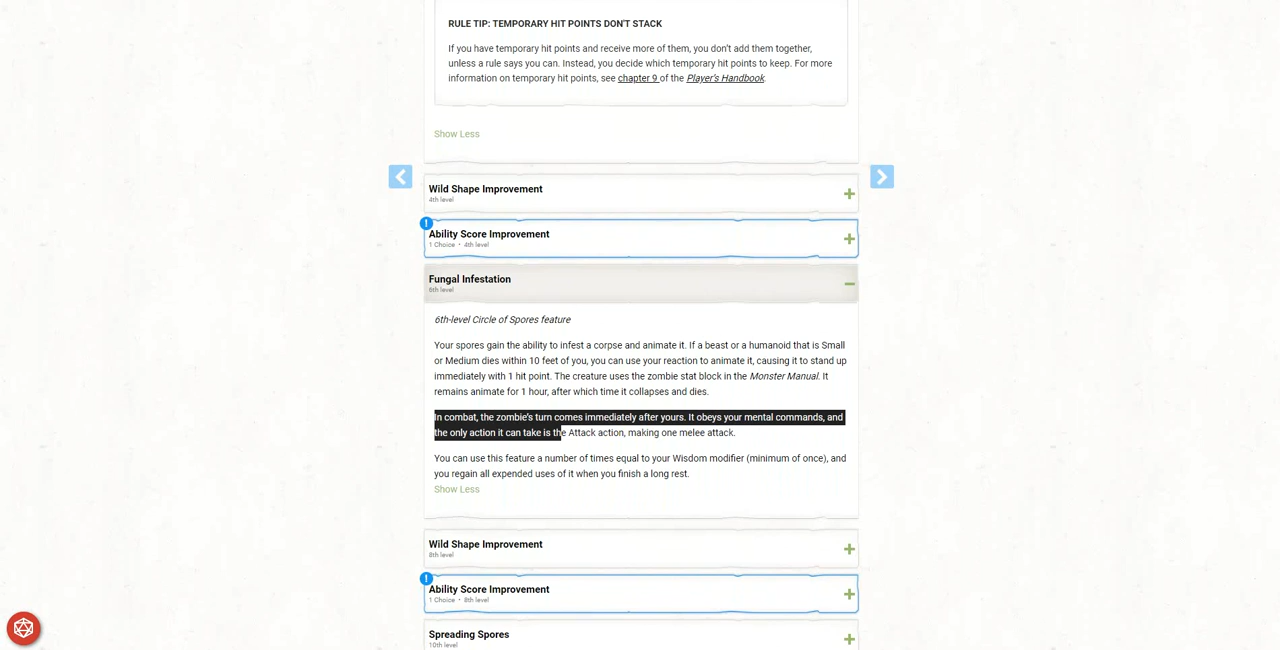 RULE TIP: TEMPORARY HIT POINTS DON'T STACK
If you have temporary hit points and receive more of them, you don't add them together,
unless a rule says you can. Instead, you decide which temporary hit points to keep. For more
information on temporary hit points, see chapter 9 of the Player's Handbook.
Show Less
Wild Shape Improvement
4th level
!
Ability Score Improvement
1 Choice • 4th level
Fungal Infestation
6th level
6th-level Circle of Spores feature
Your spores gain the ability to infest a corpse and animate it. If a beast or a humanoid that is Small
or Medium dies within 10 feet of you, you can use your reaction to animate it, causing it to stand up
immediately with 1 hit point. The creature uses the zombie stat block in the Monster Manual. It
remains animate for 1 hour, after which time it collapses and dies.
In combat, the zombie's turn comes immediately after yours. It obeys your mental commands, and
the only action it can take is the Attack action, making one melee attack.
You can use this feature a number of times equal to your Wisdom modifier (minimum of once), and
you regain all expended uses of it when you finish a long rest.
Show Less
Wild Shape Improvement
8th level
!
Ability Score Improvement
1 Choice • 8th level
Spreading Spores
10th level